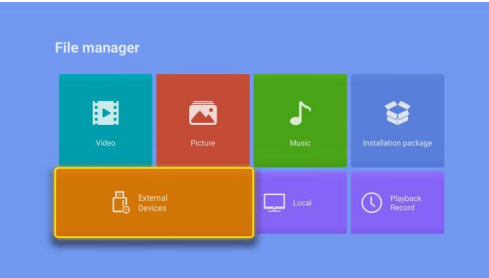 File manager
Video
Picture
Music
Installation package
External
Devices
Local
Playback
Record